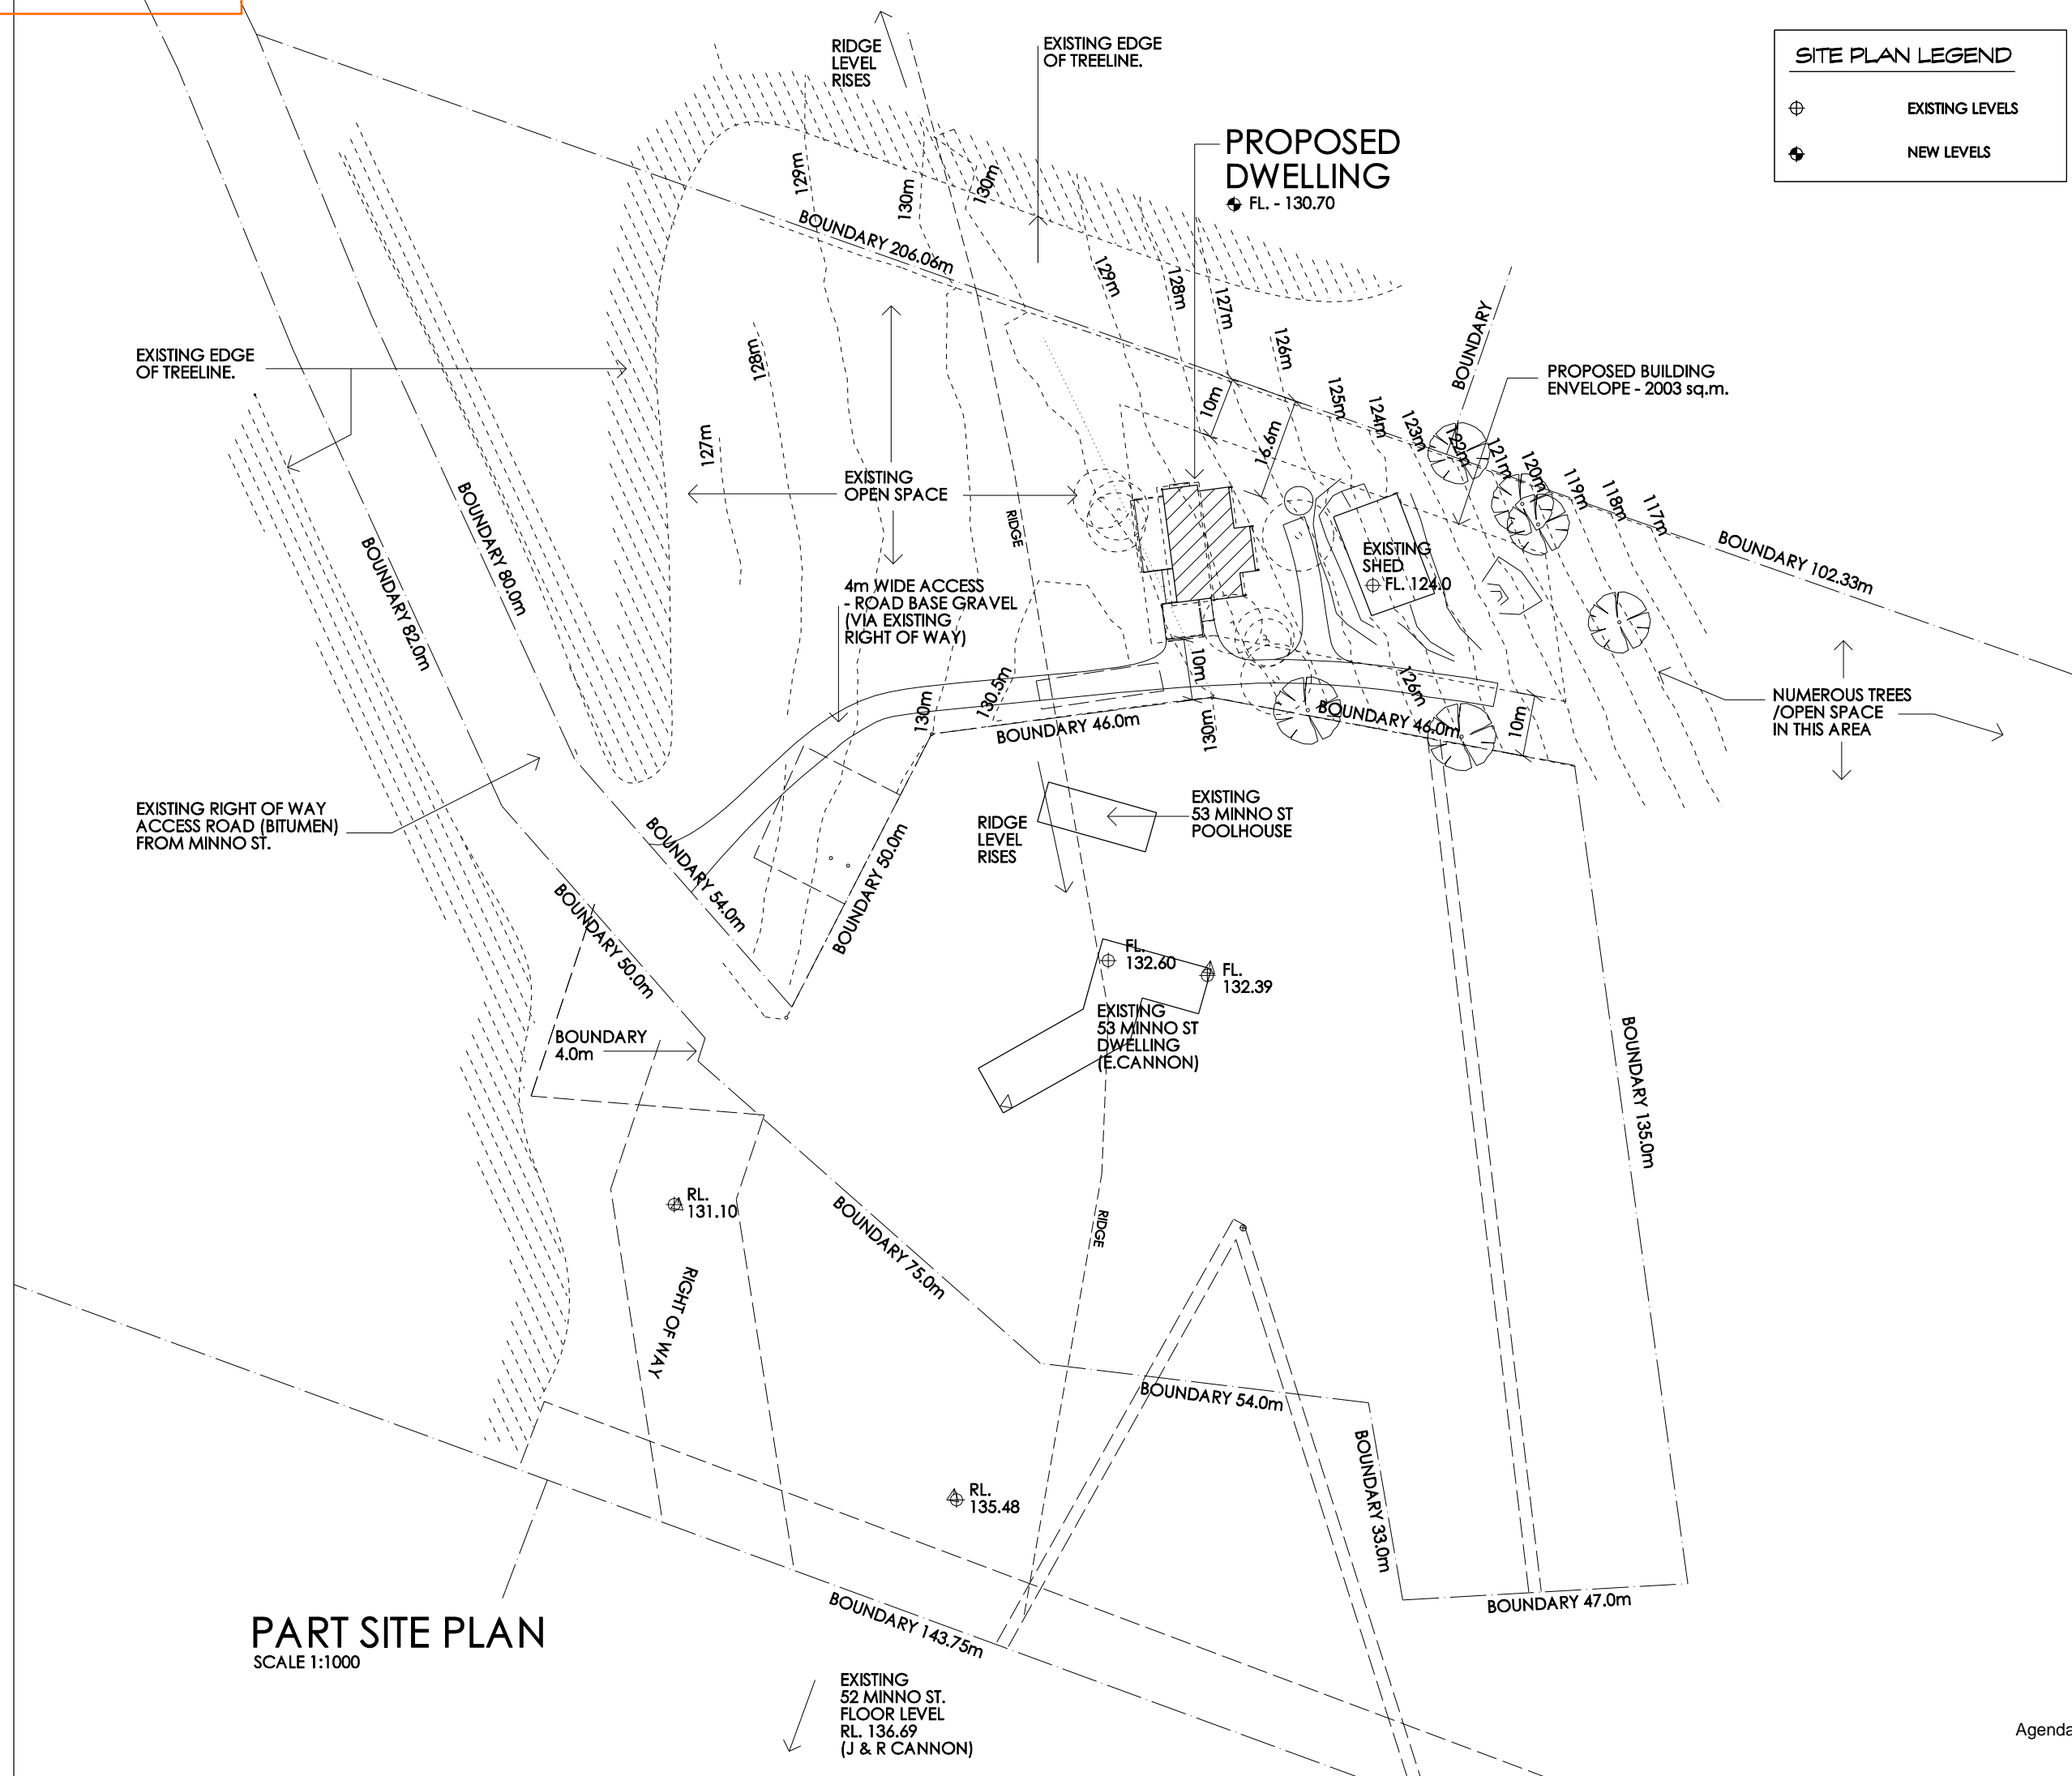 RIDGE
LEVEL
RISES
EXISTING EDGE
OF TREELINE.
SITE PLAN LEGEND
EXISTING LEVELS
NEW LEVELS
PROPOSED
DWELLING
FL. - 130.70
129m
130m
130m
BOUNDARY 206.06m
129m
128m
127m
126m
125m
124m
123m
122m
121m
120m
119m
118m
117m
BOUNDARY
PROPOSED BUILDING
ENVELOPE - 2003 sq.m.
EXISTING EDGE
OF TREELINE.
128m
127m
10m
16.6m
EXISTING
OPEN SPACE
RIDGE
EXISTING
SHED
FL. 124.0
BOUNDARY 102.33m
BOUNDARY 80.0m
BOUNDARY 82.0m
4m WIDE ACCESS
- ROAD BASE GRAVEL
(VIA EXISTING
RIGHT OF WAY)
130m
130.5m
10m
130m
126m
10m
BOUNDARY 46.0m
BOUNDARY 46.0m
NUMEROUS TREES
/OPEN SPACE
IN THIS AREA
EXISTING RIGHT OF WAY
ACCESS ROAD (BITUMEN)
FROM MINNO ST.
BOUNDARY 54.0m
BOUNDARY 50.0m
RIDGE
LEVEL
RISES
EXISTING
53 MINNO ST
POOLHOUSE
BOUNDARY 50.0m
FL.
132.60
FL.
132.39
EXISTING
53 MINNO ST
DWELLING
(E.CANNON)
BOUNDARY
4.0m
BOUNDARY 135.0m
RL.
131.10
RIDGE
BOUNDARY 75.0m
RIGHT OF WAY
BOUNDARY 54.0m
BOUNDARY 33.0m
RL.
135.48
BOUNDARY 47.0m
BOUNDARY 143.75m
PART SITE PLAN
SCALE 1:1000
EXISTING
52 MINNO ST.
FLOOR LEVEL
RL. 136.69
(J & R CANNON)
Agenda